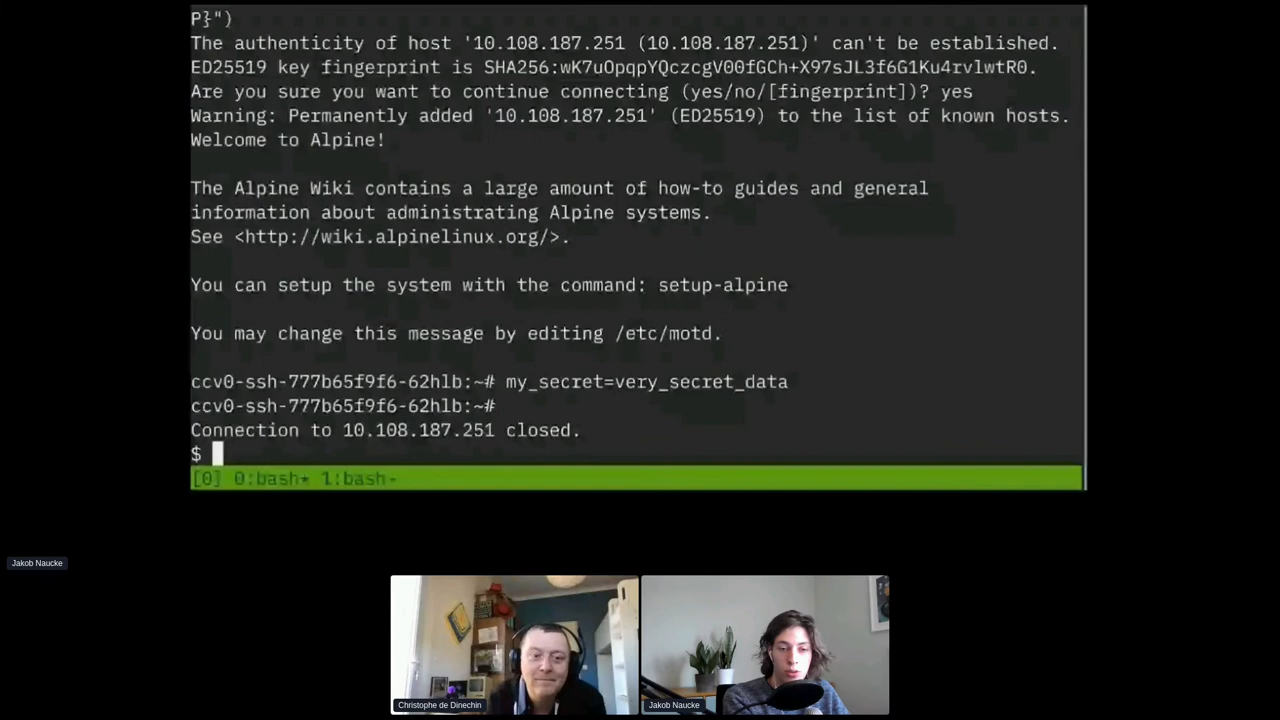 P}")
The authenticity of host '10.108.187.251 (10.108.187.251)' can't be established.
ED25519 key fingerprint is SHA256:wK7uOpqpYQczcgV00fGCh+X97sJL3f6G1Ku4rvlwtR0.
Are you sure you want to continue connecting (yes/no/[fingerprint])? yes
Warning: Permanently added '10.108.187.251' (ED25519) to the list of known hosts.
Welcome to Alpine!
The Alpine Wiki contains a large amount of how-to guides and general
information about administrating Alpine systems.
See <http://wiki.alpinelinux.org/>.
You can setup the system with the command: setup-alpine
You may change this message by editing /etc/motd.
ccv0-ssh-777b65f9f6-62hlb:~# my_secret=very_secret_data
ccv0-ssh-777b65f9f6-62hlb:~#
Connection to 10.108.187.251 closed.
$
[0] 0:bash* 1:bash-
Jakob Naucke
Christophe de Dinechin
Jakob Naucke